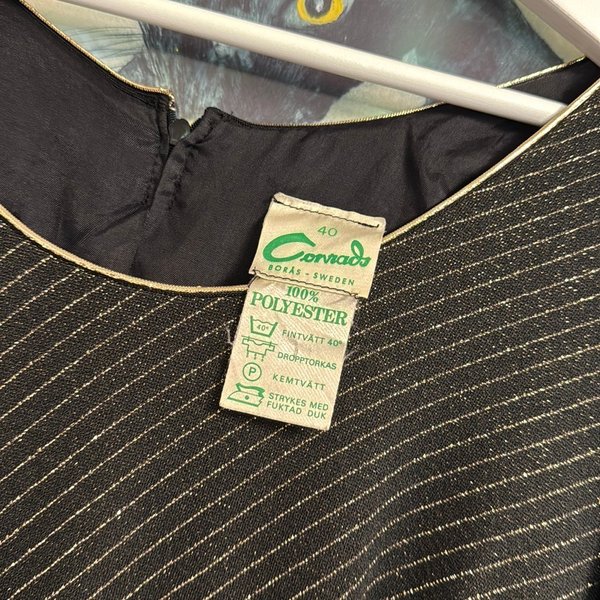 40
Conrads
BORÅS - SWEDEN
100%
POLYESTER
40° FINTVÄTT 40°
DROPPTORKAS
P KEMTVÄTT
STRYKES MED
FUKTAD DUK